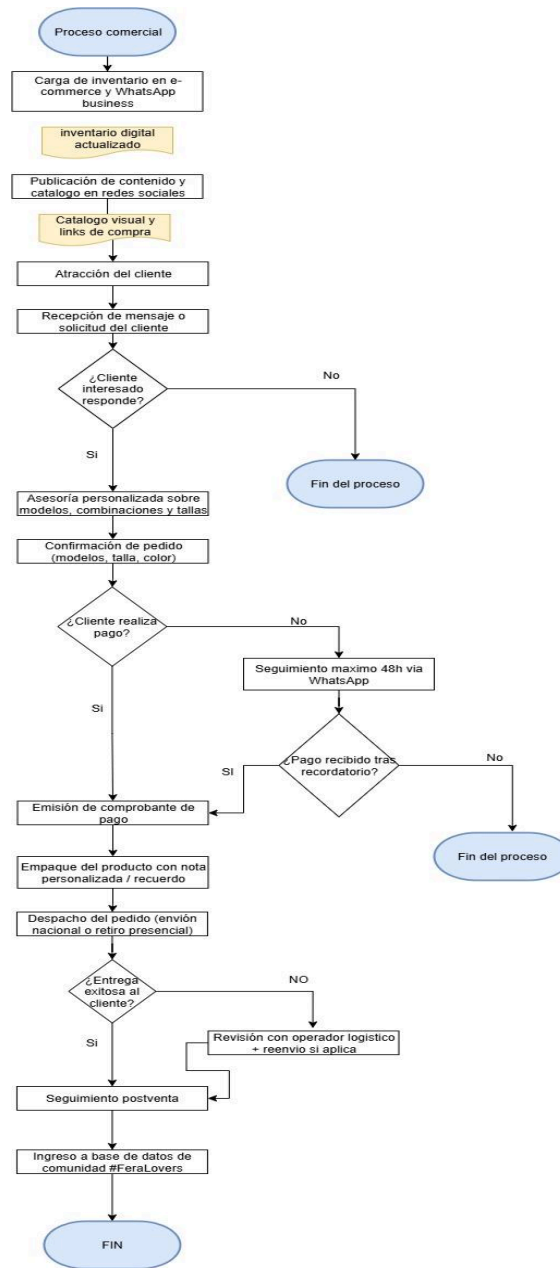 Proceso comercial
Carga de inventario en e-
commerce y WhatsApp
business
inventario digital
actualizado
Publicación de contenido y
catalogo en redes sociales
Catalogo visual y
links de compra
Atracción del cliente
Recepción de mensaje o
solicitud del cliente
¿Cliente
interesado
responde?
No
Si
Fin del proceso
Asesoría personalizada sobre
modelos, combinaciones y tallas
Confirmación de pedido
(modelos, talla, color)
¿Cliente realiza
pago?
No
Seguimiento maximo 48h via
WhatsApp
Si
¿Pago recibido tras
recordatorio?
SI
No
Emisión de comprobante de
pago
Fin del proceso
Empaque del producto con nota
personalizada / recuerdo
Despacho del pedido (envión
nacional o retiro presencial)
¿Entrega
exitosa al
cliente?
NO
Si
Revisión con operador logistico
+ reenvio si aplica
Seguimiento postventa
Ingreso a base de datos de
comunidad #FeraLovers
FIN